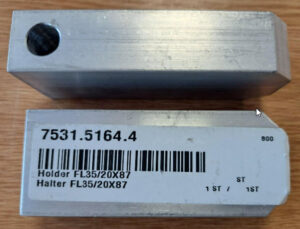 7531.5164.4
800
Holder FL35/20X87
Halter FL35/20X87
ST
1 ST / 1ST